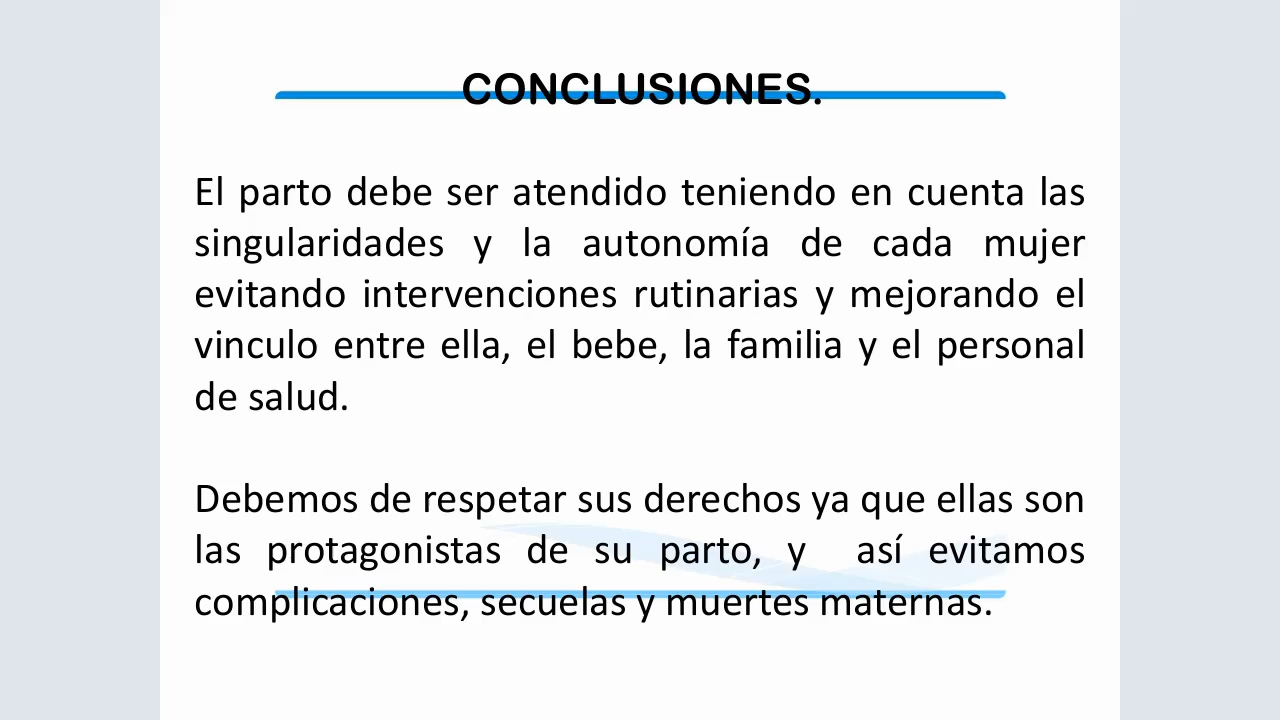 CONCLUSIONES.
El parto debe ser atendido teniendo en cuenta las
singularidades y la autonomía de cada mujer
evitando intervenciones rutinarias y mejorando el
vinculo entre ella, el bebe, la familia y el personal
de salud.
Debemos de respetar sus derechos ya que ellas son
las protagonistas de su parto, y así evitamos
complicaciones, secuelas y muertes maternas.